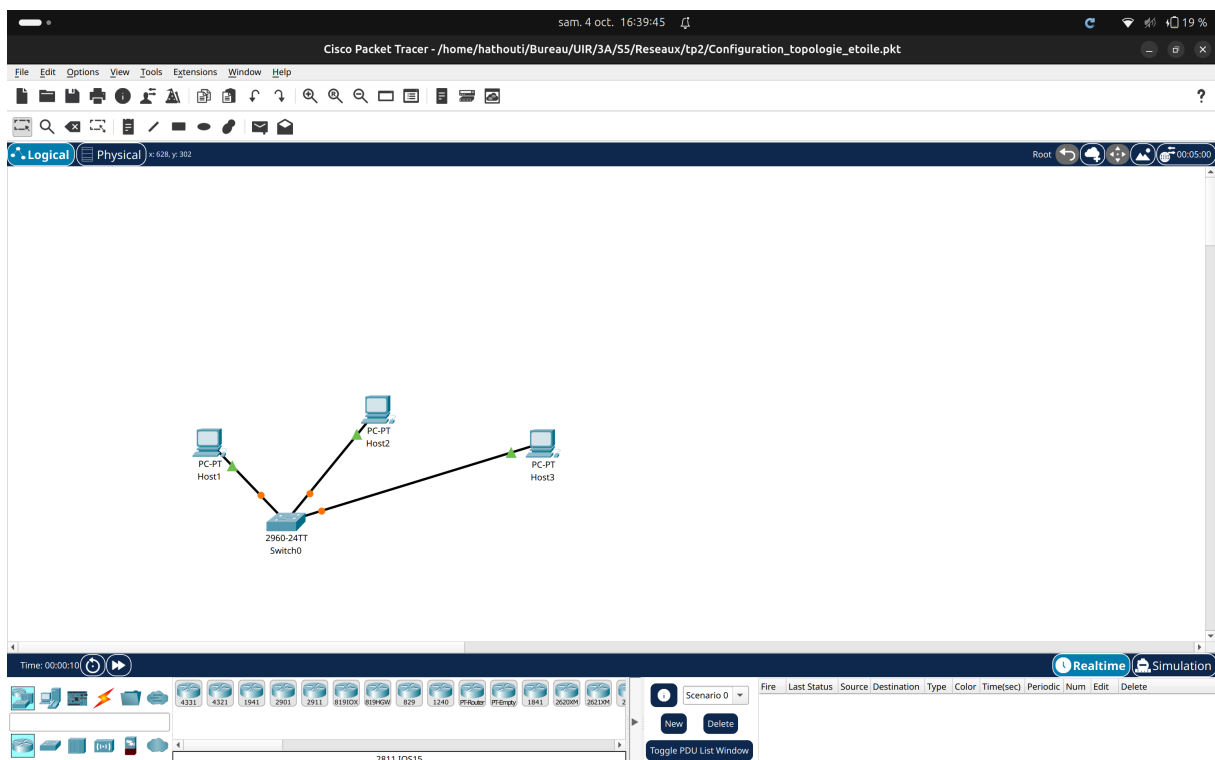 sam. 4 oct. 16:39:45
19 %
Cisco Packet Tracer - /home/hathouti/Bureau/UIR/3A/S5/Reseaux/tp2/Configuration_topologie_etoile.pkt
File Edit Options View Tools Extensions Window Help
?
Logical Physical x: 628, y: 302 Root 00:05:00
PC-PT
Host2
PC-PT
Host1
PC-PT
Host3
2960-24TT
Switch0
Time: 00:00:10 Realtime Simulation
4331 4321 1941 2901 2911 819IOX 819HGW 829 1240 PT-Router PT-Empty 1841 2620XM 2621XM 2
Scenario 0
Fire Last Status Source Destination Type Color Time(sec) Periodic Num Edit Delete
New Delete
Toggle PDU List Window
2811 IOS15